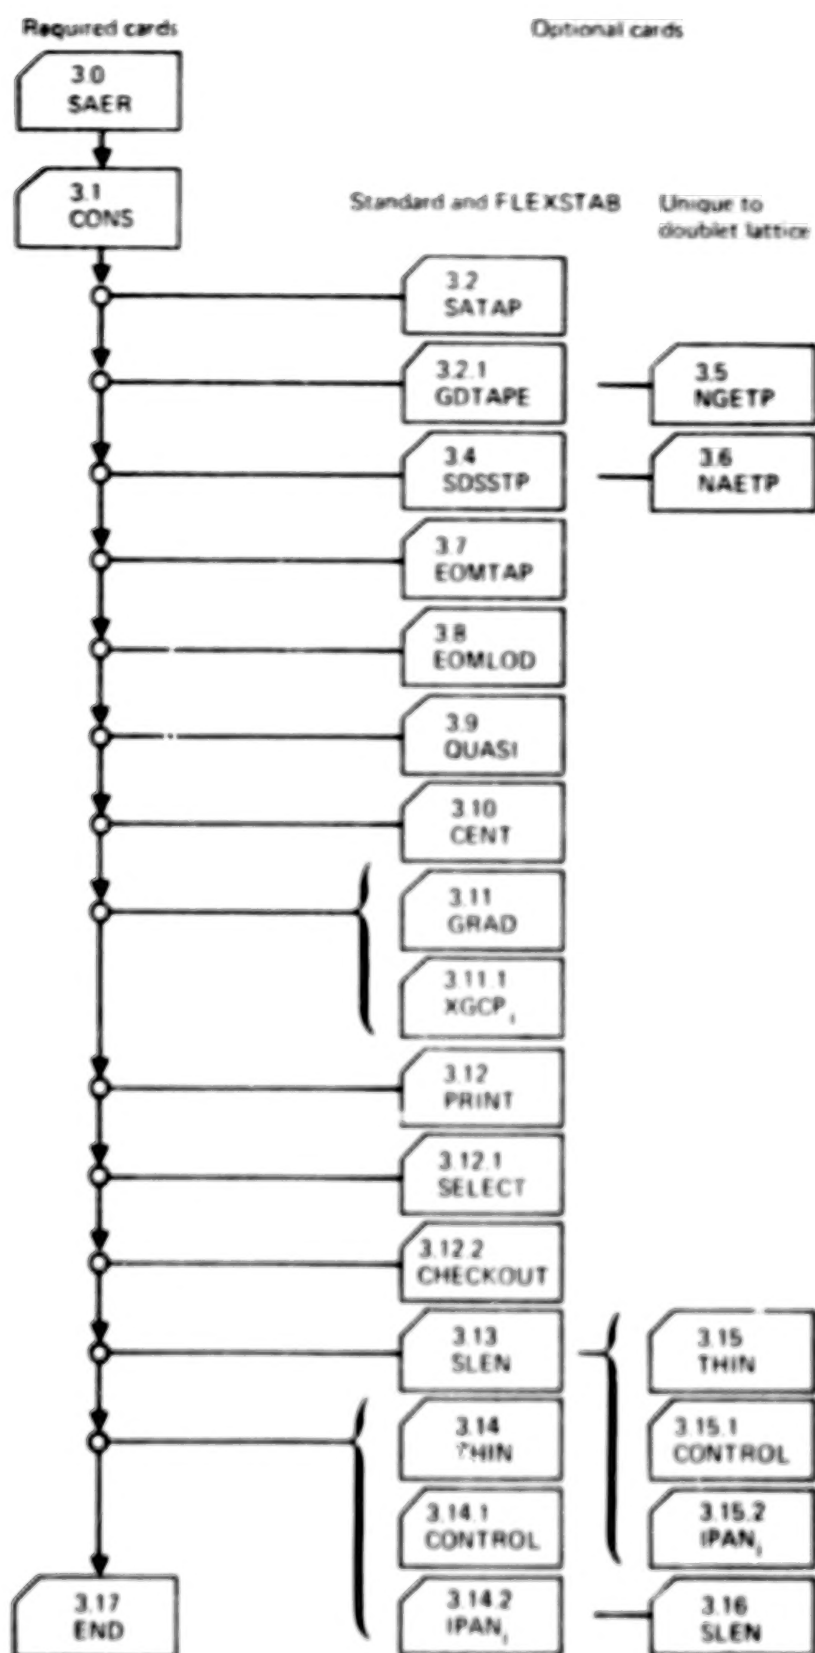 Required cards
Optional cards
3.0
SAER
3.1
CONS
Standard and FLEXSTAB
Unique to
doublet lattice
3.2
SATAP
3.2.1
GDTAPE
3.5
NGETP
3.4
SDSSTP
3.6
NAETP
3.7
EOMTAP
3.8
EOMLOD
3.9
QUASI
3.10
CENT
3.11
GRAD
3.11.1
XGCPi
3.12
PRINT
3.12.1
SELECT
3.12.2
CHECKOUT
3.13
SLEN
3.15
THIN
3.14
THIN
3.15.1
CONTROL
3.14.1
CONTROL
3.15.2
IPANi
3.17
END
3.14.2
IPANi
3.16
SLEN